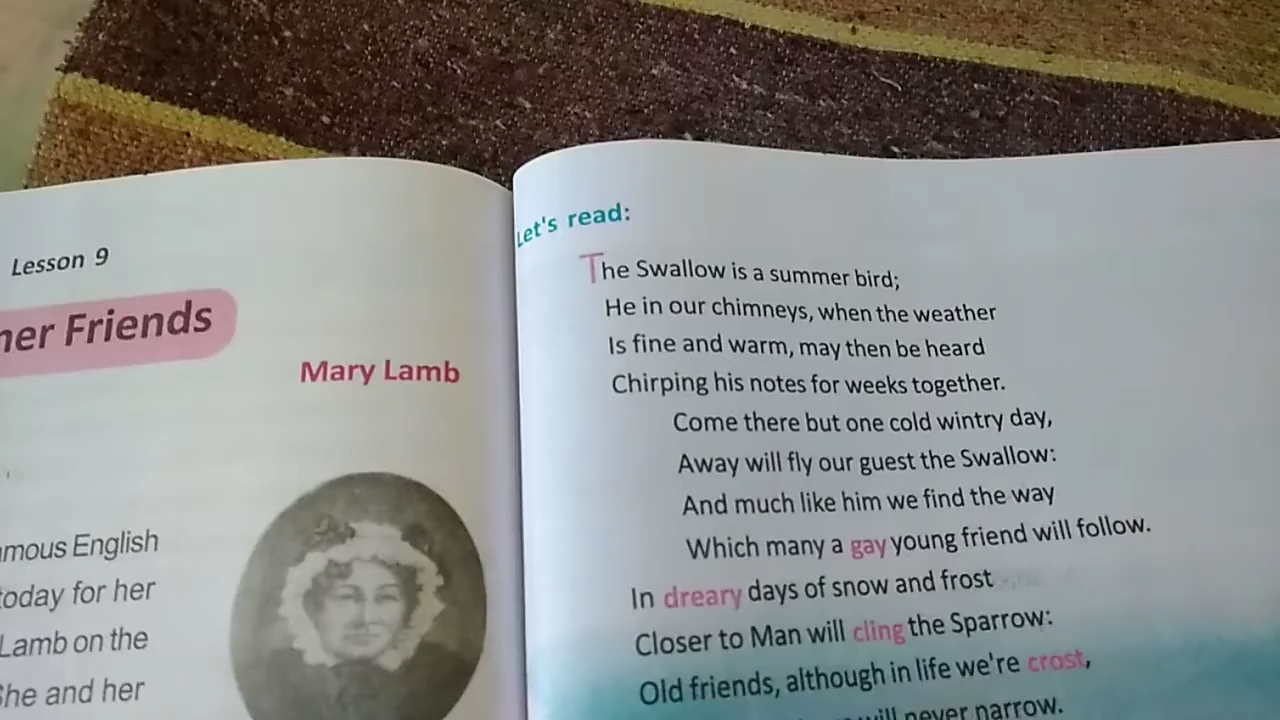 Lesson 9
Friends
Mary Lamb
English
today for her
Lamb on the
She and her
Let's read:
The Swallow is a summer bird;
He in our chimneys, when the weather
Is fine and warm, may then be heard
Chirping his notes for weeks together.
Come there but one cold wintry day,
Away will fly our guest the Swallow:
And much like him we find the way
Which many a gay young friend will follow.
In dreary days of snow and frost
Closer to Man will cling the Sparrow:
Old friends, although in life we're crost,
will never narrow.